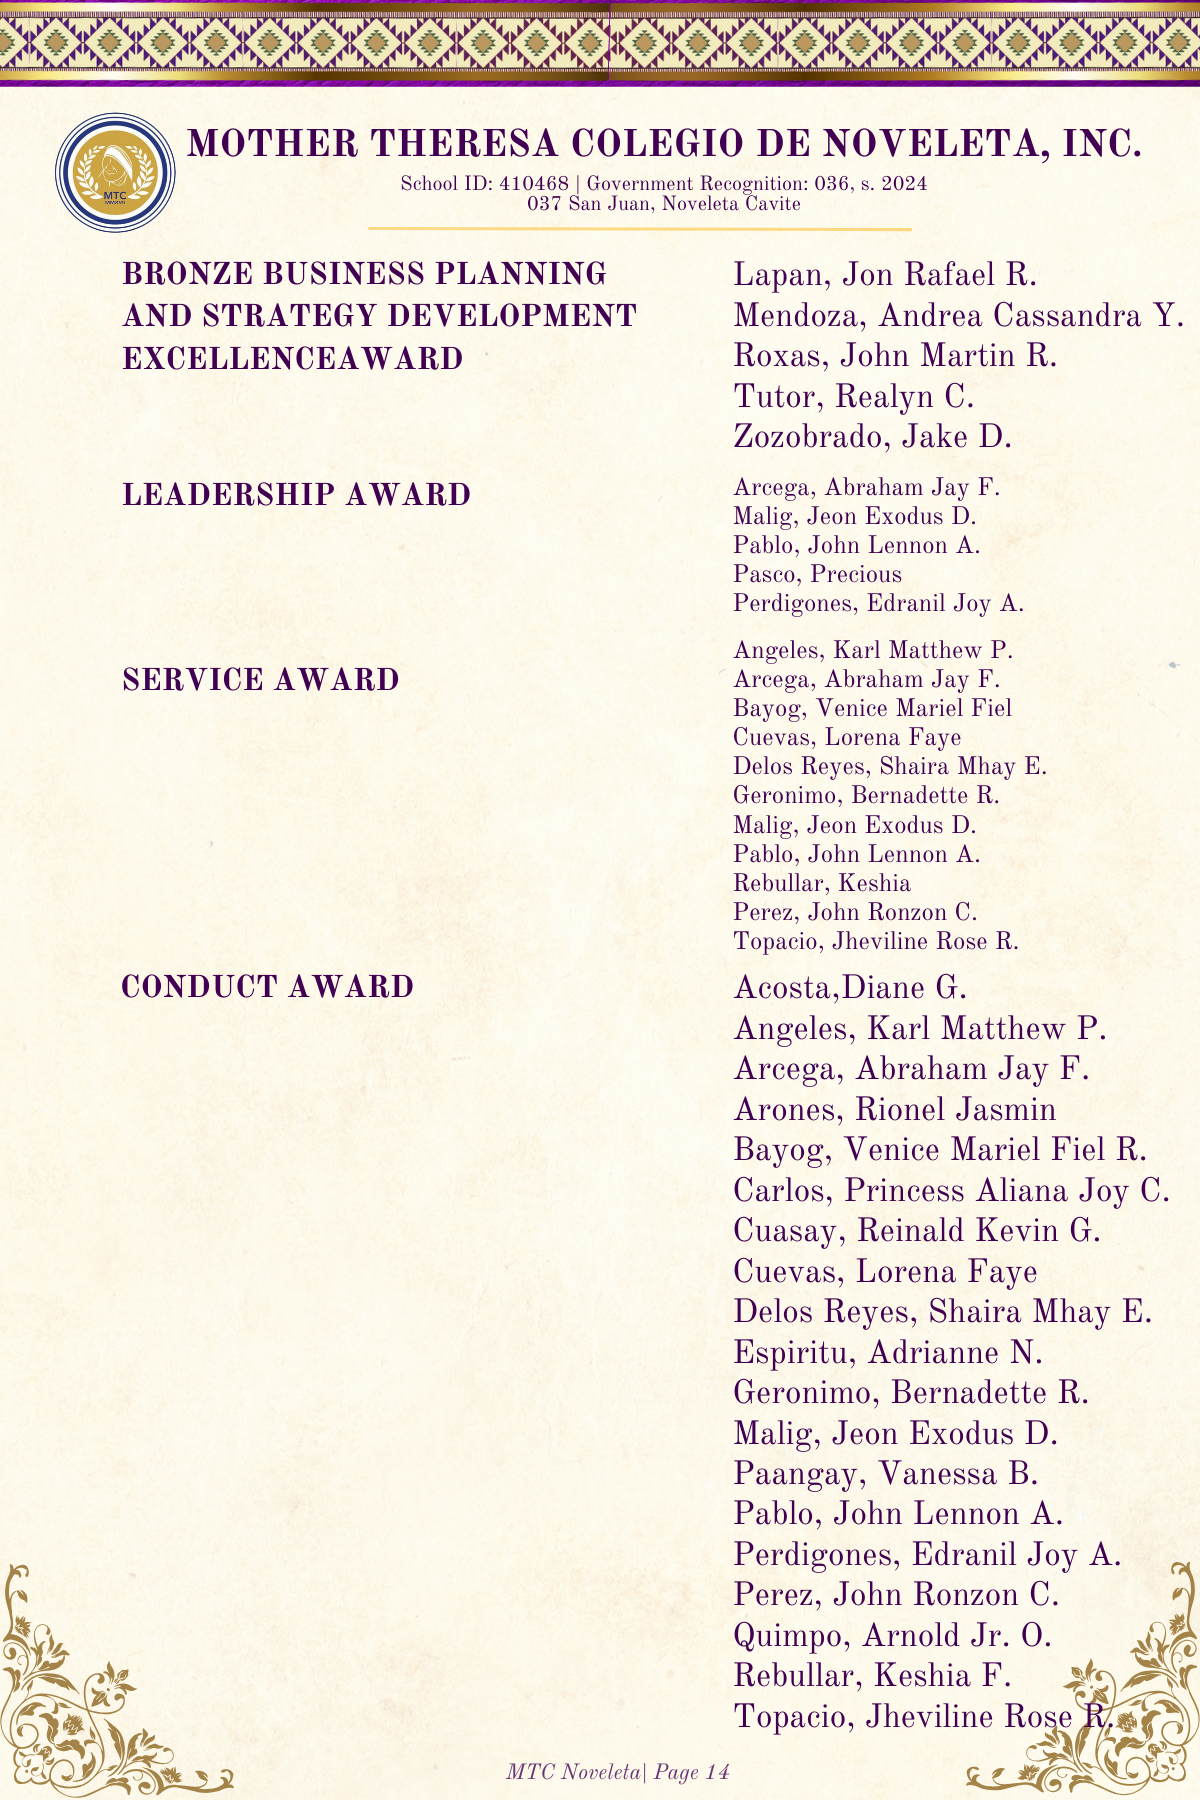 MTC
MOTHER THERESA COLEGIO DE NOVELETA, INC.
School ID: 410468 | Government Recognition: 036, s. 2024
037 San Juan, Noveleta Cavite
BRONZE BUSINESS PLANNING
AND STRATEGY DEVELOPMENT
EXCELLENCEAWARD
Lapan, Jon Rafael R.
Mendoza, Andrea Cassandra Y.
Roxas, John Martin R.
Tutor, Realyn C.
Zozobrado, Jake D.
LEADERSHIP AWARD
Arcega, Abraham Jay F.
Malig, Jeon Exodus D.
Pablo, John Lennon A.
Pasco, Precious
Perdigones, Edranil Joy A.
SERVICE AWARD
Angeles, Karl Matthew P.
Arcega, Abraham Jay F.
Bayog, Venice Mariel Fiel
Cuevas, Lorena Faye
Delos Reyes, Shaira Mhay E.
Geronimo, Bernadette R.
Malig, Jeon Exodus D.
Pablo, John Lennon A.
Rebullar, Keshia
Perez, John Ronzon C.
Topacio, Jheviline Rose R.
CONDUCT AWARD
Acosta,Diane G.
Angeles, Karl Matthew P.
Arcega, Abraham Jay F.
Arones, Rionel Jasmin
Bayog, Venice Mariel Fiel R.
Carlos, Princess Aliana Joy C.
Cuasay, Reinald Kevin G.
Cuevas, Lorena Faye
Delos Reyes, Shaira Mhay E.
Espiritu, Adrianne N.
Geronimo, Bernadette R.
Malig, Jeon Exodus D.
Paangay, Vanessa B.
Pablo, John Lennon A.
Perdigones, Edranil Joy A.
Perez, John Ronzon C.
Quimpo, Arnold Jr. O.
Rebullar, Keshia F.
Topacio, Jheviline Rose R.
MTC Noveleta| Page 14